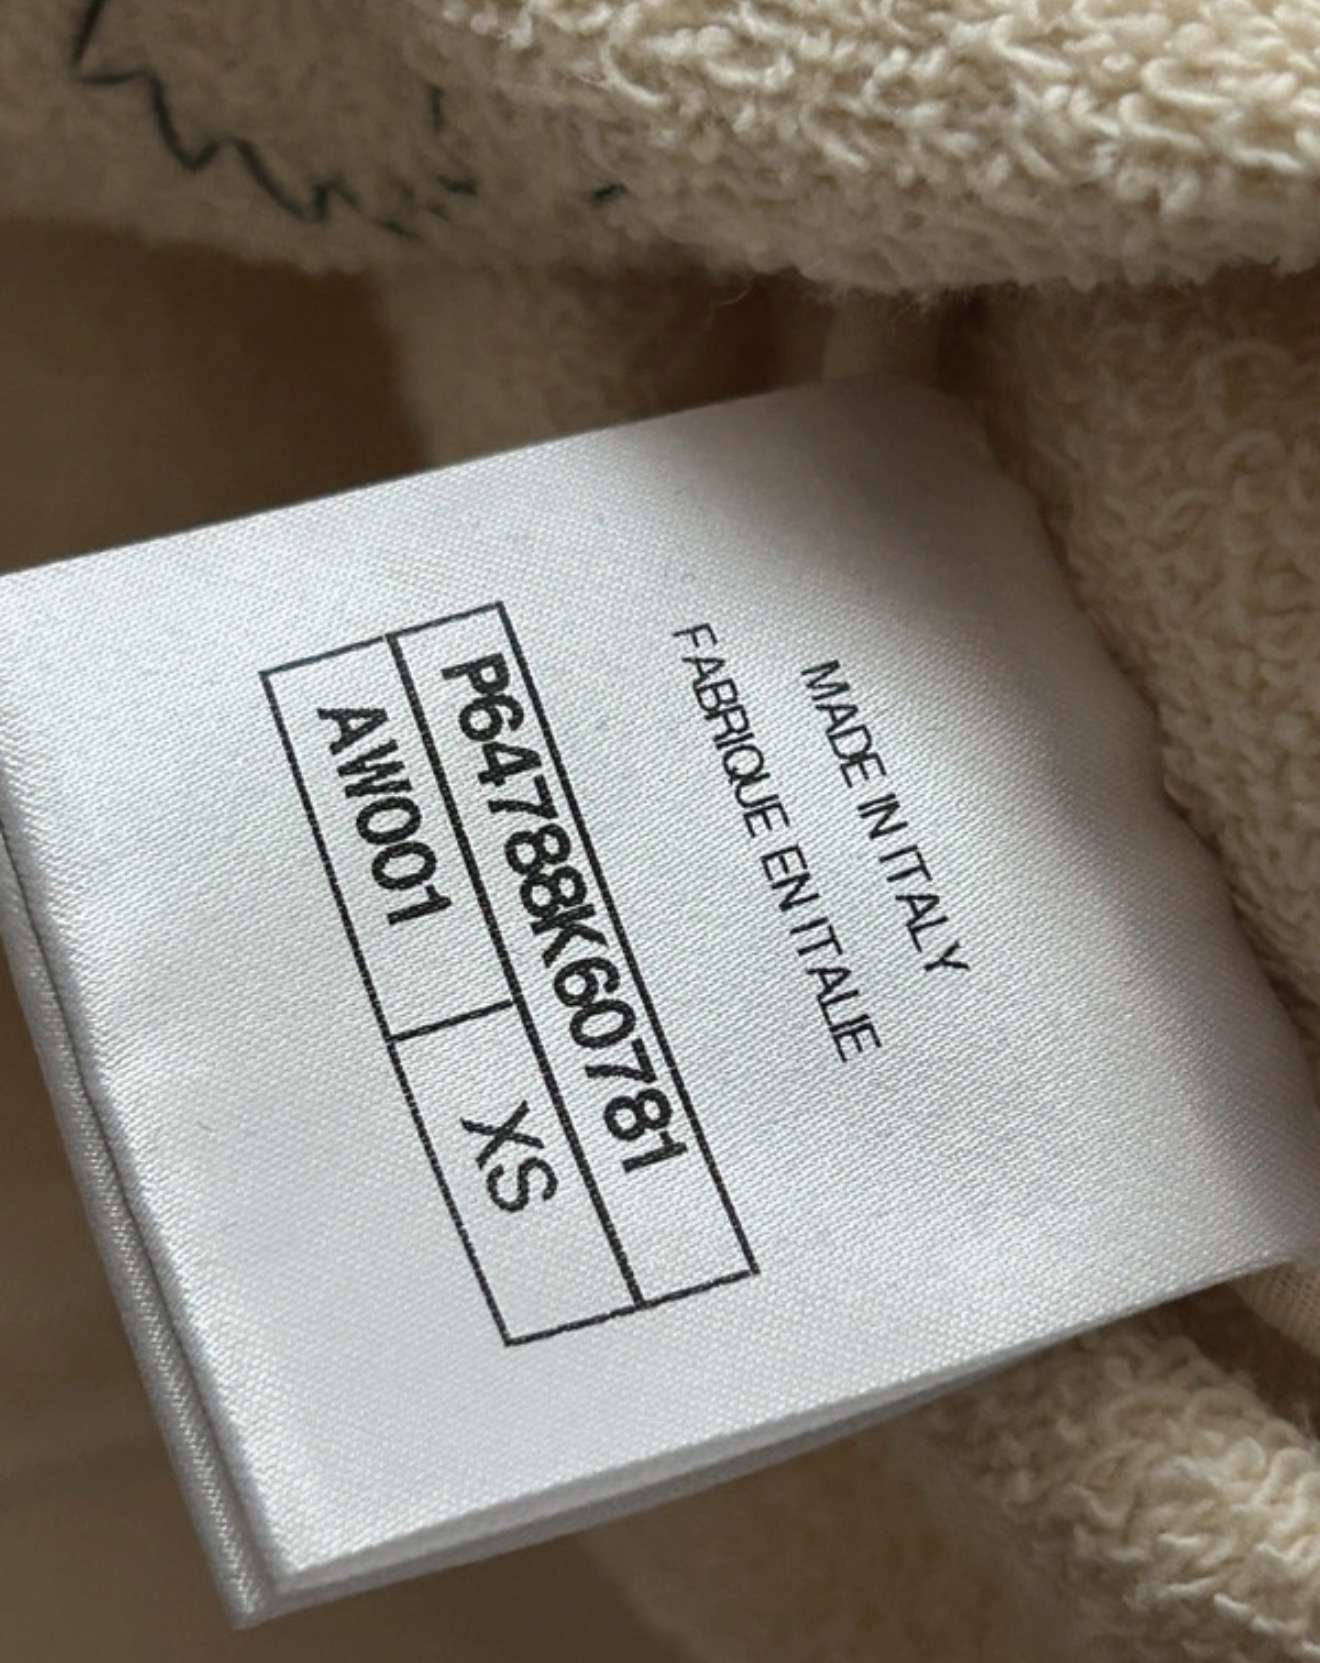 MADE IN ITALY
FABRIQUE EN ITALIE
P64788K60781
AW001
XS